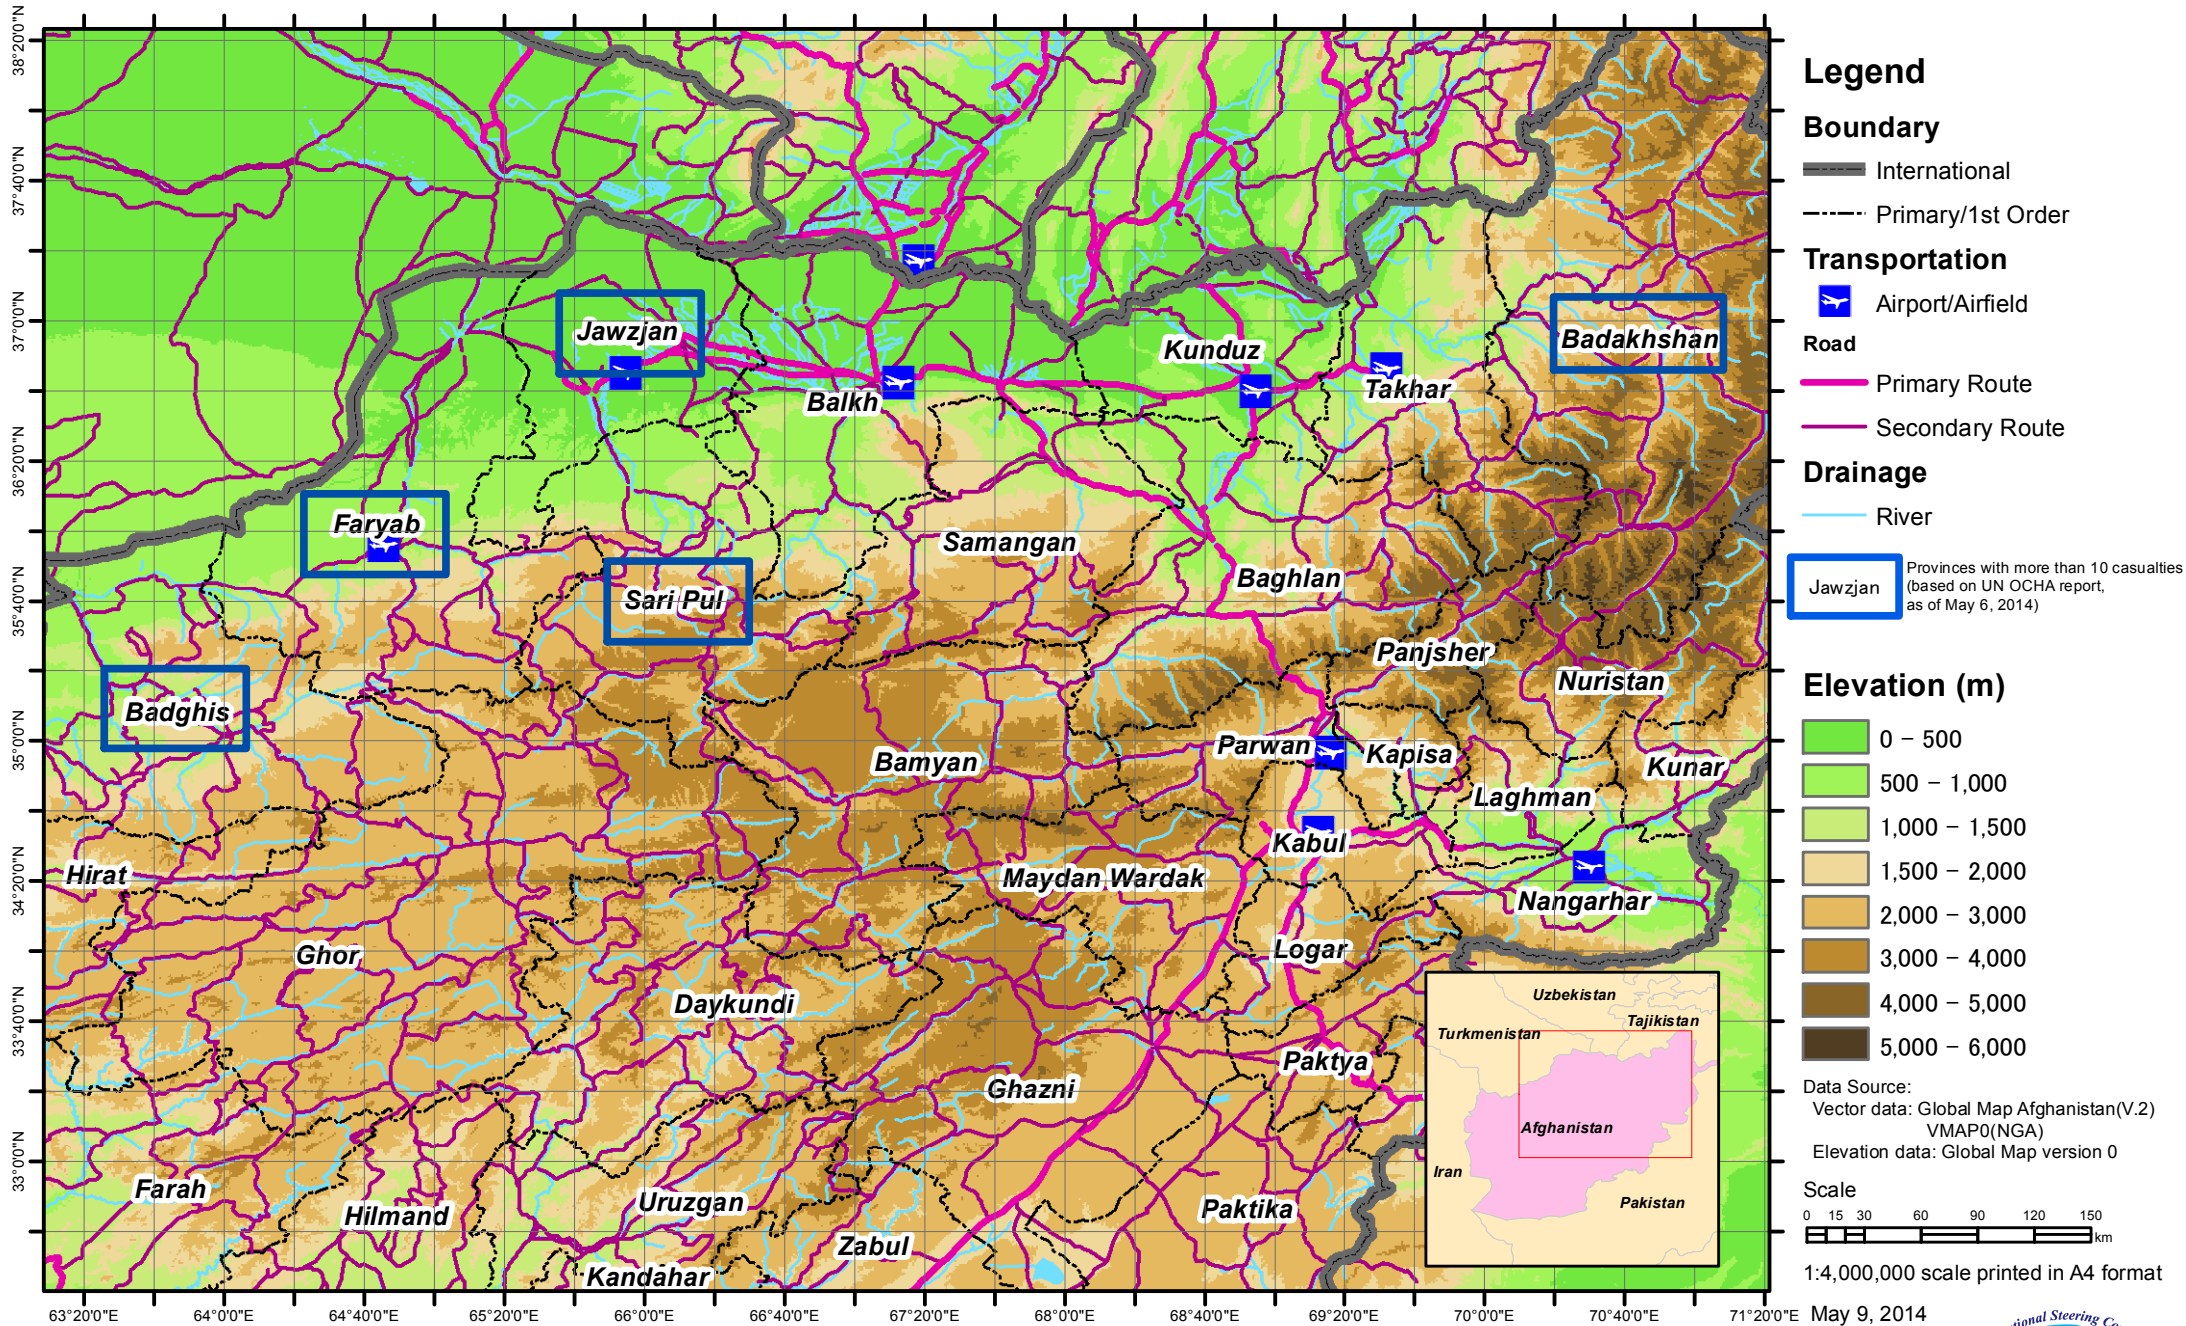 38°20'0"N
37°40'0"N
37°0'0"N
36°20'0"N
35°40'0"N
35°0'0"N
34°20'0"N
33°40'0"N
33°0'0"N
Jawzjan
Badakhshan
Kunduz
Balkh
Takhar
Faryab
Samangan
Baghlan
Sari Pul
Panjsher
Nuristan
Badghis
Parwan
Kapisa
Bamyan
Kunar
Laghman
Kabul
Hirat
Maydan Wardak
Nangarhar
Ghor
Logar
Daykundi
Paktya
Ghazni
Farah
Hilmand
Uruzgan
Paktika
Zabul
Kandahar
Uzbekistan
Tajikistan
Turkmenistan
Afghanistan
Iran
Pakistan
63°20'0"E
64°0'0"E
64°40'0"E
65°20'0"E
66°0'0"E
66°40'0"E
67°20'0"E
68°0'0"E
68°40'0"E
69°20'0"E
70°0'0"E
70°40'0"E
71°20'0"E
Legend
Boundary
International
Primary/1st Order
Transportation
Airport/Airfield
Road
Primary Route
Secondary Route
Drainage
River
Jawzjan
Provinces with more than 10 casualties
(based on UN OCHA report,
as of May 6, 2014)
Elevation (m)
0 – 500
500 – 1,000
1,000 – 1,500
1,500 – 2,000
2,000 – 3,000
3,000 – 4,000
4,000 – 5,000
5,000 – 6,000
Data Source:
Vector data: Global Map Afghanistan(V.2)
VMAP0(NGA)
Elevation data: Global Map version 0
Scale
0 15 30 60 90 120 150
km
1:4,000,000 scale printed in A4 format
May 9, 2014
Steering